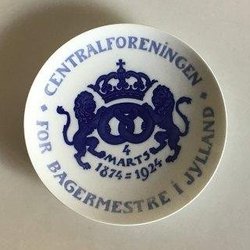 CENTRALFORENINGEN
FOR BAGERMESTRE I JYLLAND
4
MARTS
1874=1924